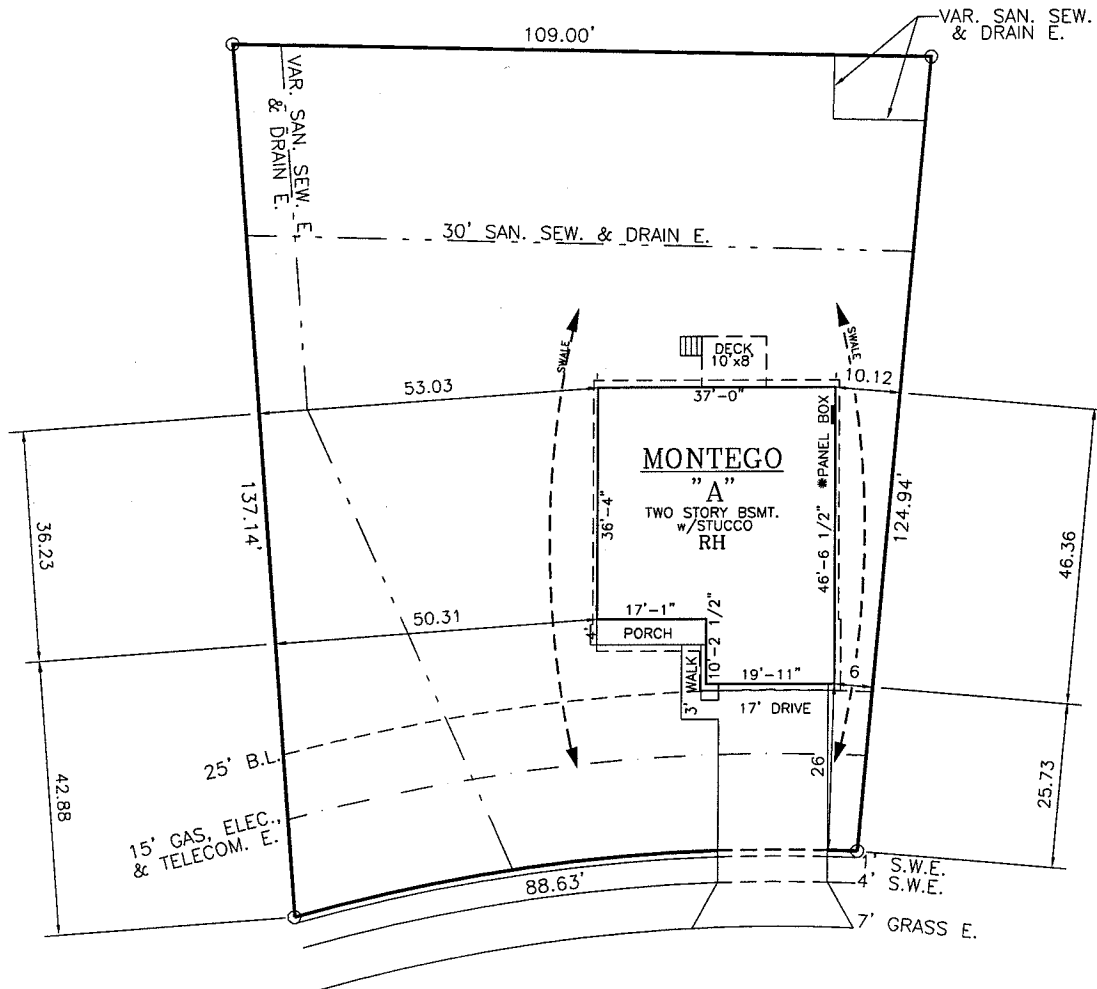 109.00'
VAR. SAN. SEW.
& DRAIN E.
VAR. SAN. SEW. E.
& DRAIN E.
30' SAN. SEW. & DRAIN E.
SWALE
SWALE
DECK
10'x8'
53.03
10.12
37'-0"
MONTEGO
"A"
TWO STORY BSMT.
w/STUCCO
RH
*PANEL BOX
36'-4"
46'-6 1/2"
137.14'
124.94'
36.23
46.36
50.31
17'-1"
4'
PORCH
10'-2 1/2"
WALK
3'
19'-11"
6
17' DRIVE
26
25' B.L.
42.88
25.73
15' GAS, ELEC.,
& TELECOM. E.
88.63'
1' S.W.E.
4' S.W.E.
7' GRASS E.